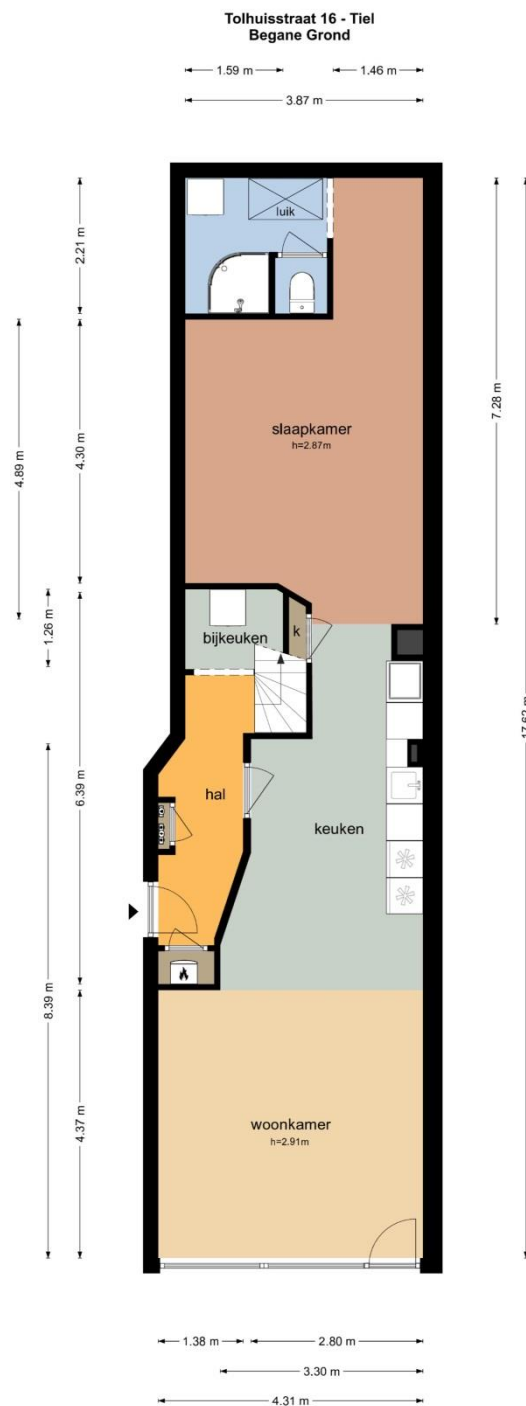 Tolhuisstraat 16 - Tiel
Begane Grond
1.59 m
1.46 m
3.87 m
luik
2.21 m
7.28 m
4.89 m
4.30 m
slaapkamer
h=2.87m
1.26 m
bijkeuken
k
17.62 m
6.39 m
hal
keuken
8.39 m
4.37 m
woonkamer
h=2.91m
1.38 m
2.80 m
3.30 m
4.31 m